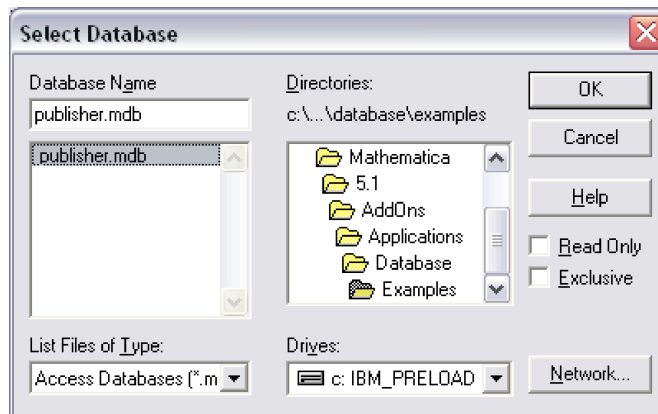 Select Database
Database Name
publisher.mdb
publisher.mdb
List Files of Type:
Access Databases (*.m
Directories:
c:\...\database\examples
Mathematica
5.1
AddOns
Applications
Database
Examples
Drives:
c: IBM_PRELOAD
OK
Cancel
Help
Read Only
Exclusive
Network...